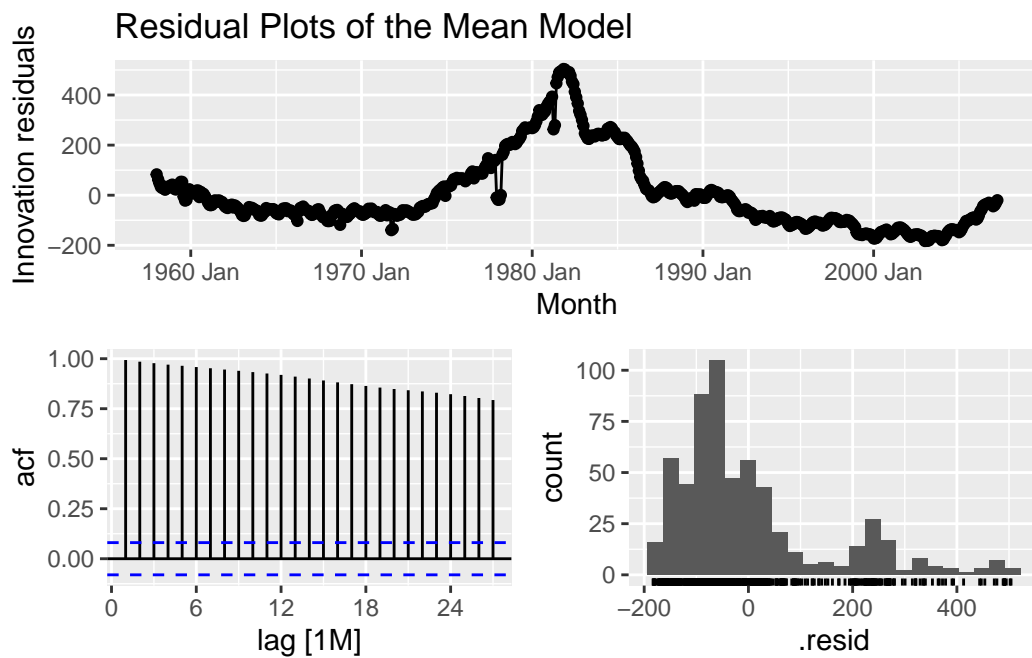 Residual Plots of the Mean Model
Innovation residuals
400
200
0
−200
1960 Jan 1970 Jan 1980 Jan 1990 Jan 2000 Jan
Month
acf
1.00
0.75
0.50
0.25
0.00
0 6 12 18 24
lag [1M]
count
100
75
50
25
0
−200 0 200 400
.resid